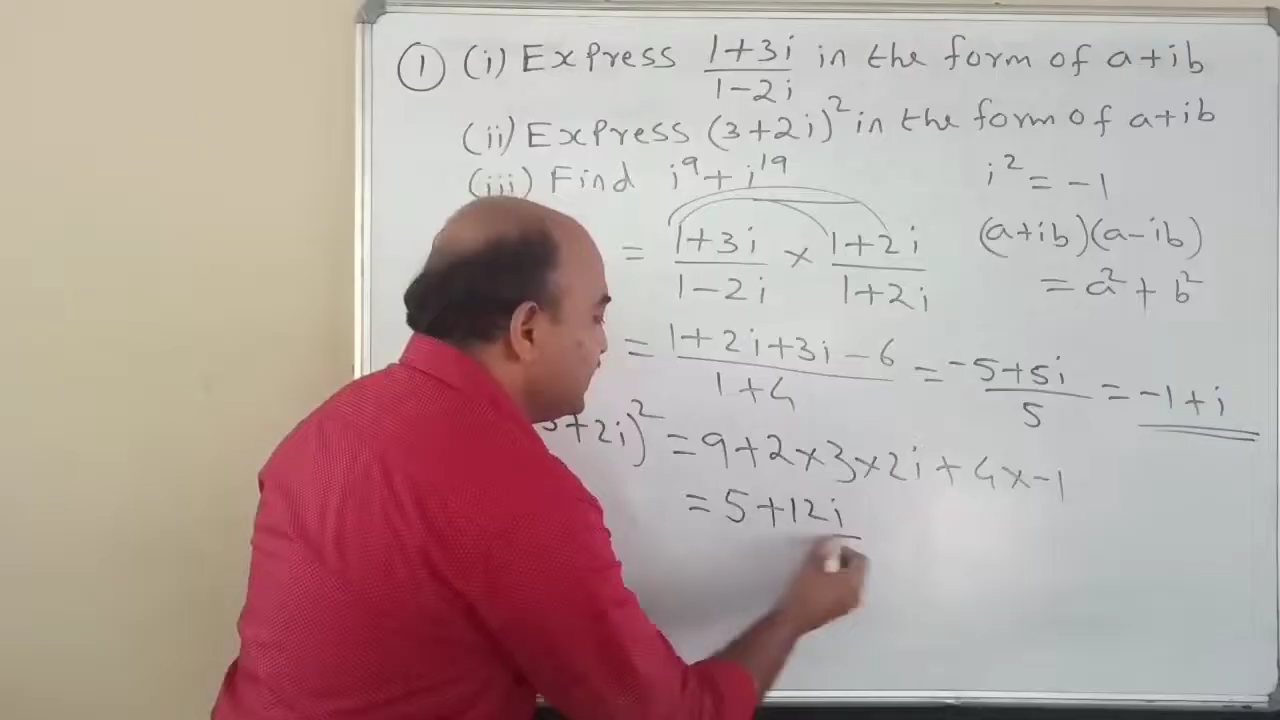 ① (i) Express 1+3i / 1-2i in the form of a+ib
(ii) Express (3+2i)² in the form of a+ib
(iii) Find i⁹+i¹⁹
i² = -1
= 1+3i / 1-2i × 1+2i / 1+2i
(a+ib)(a-ib)
= a²+b²
= 1+2i+3i-6 / 1+4 = -5+5i / 5 = -1+i
+2i)² = 9+2×3×2i+4×-1
= 5+12i